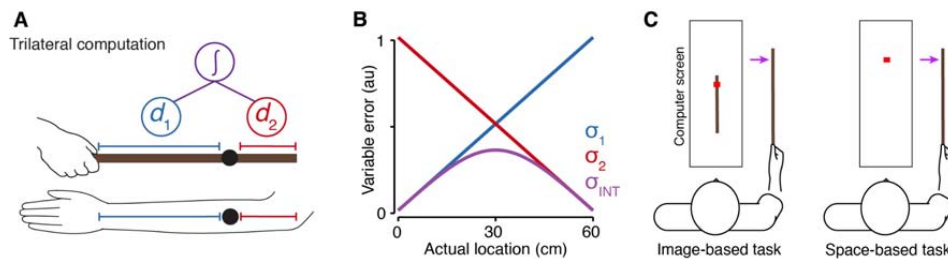 A
Trilateral computation
∫
d1
d2
B
Variable error (au)
1
0
0
30
60
Actual location (cm)
σ1
σ2
σINT
C
Computer screen
Image-based task
Space-based task